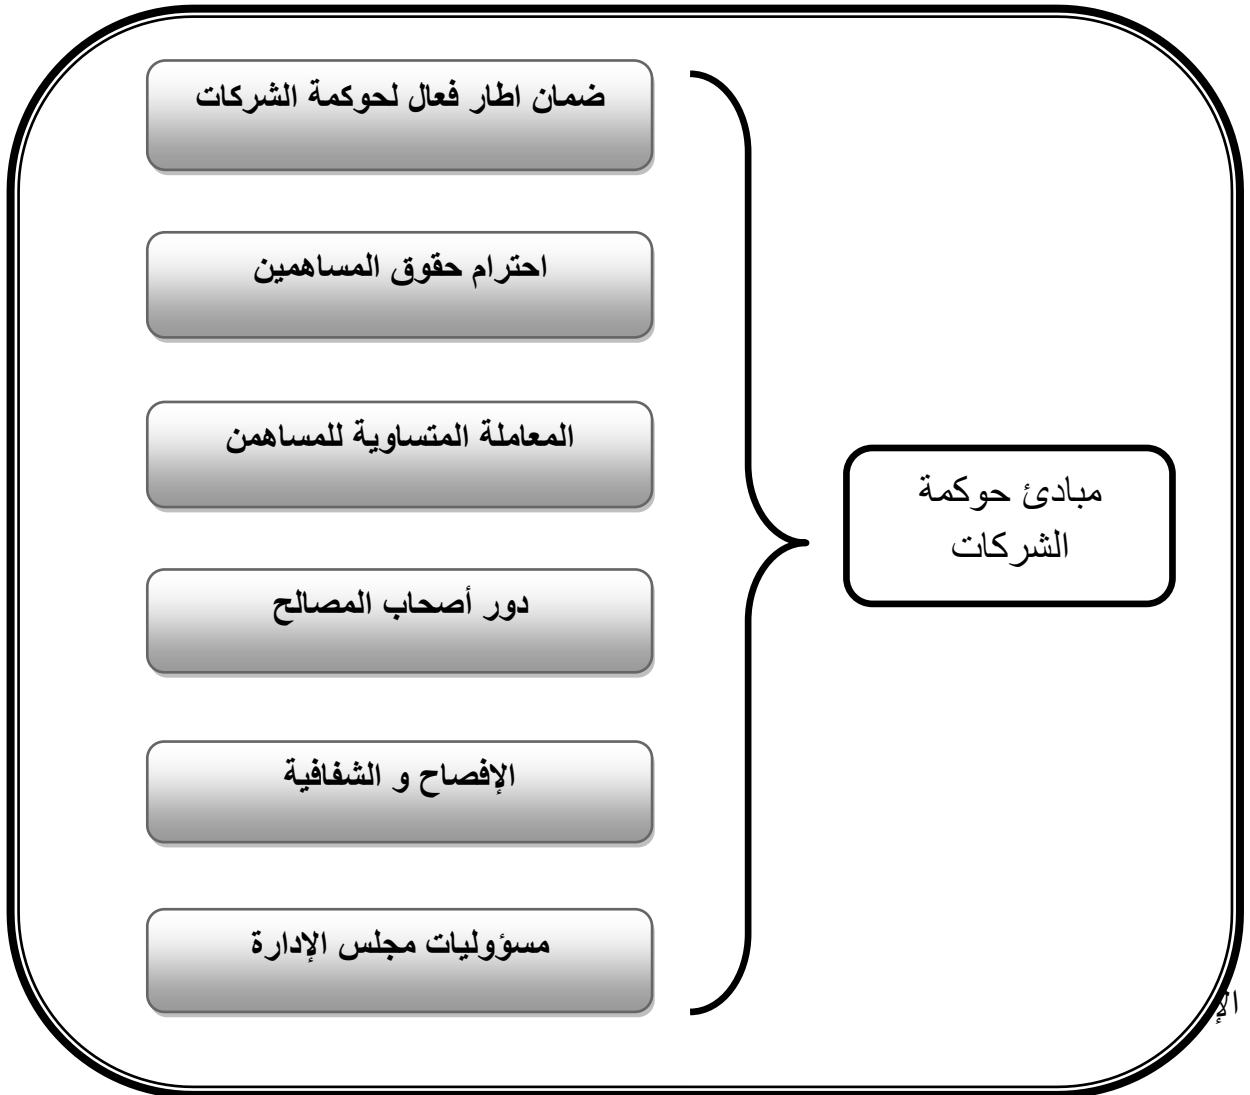 ضمان اطار فعال لحوكمة الشركات
احترام حقوق المساهمين
المعاملة المتساوية للمساهمن
دور أصحاب المصالح
الإفصاح و الشفافية
مسؤوليات مجلس الإدارة
مبادئ حوكمة
الشركات